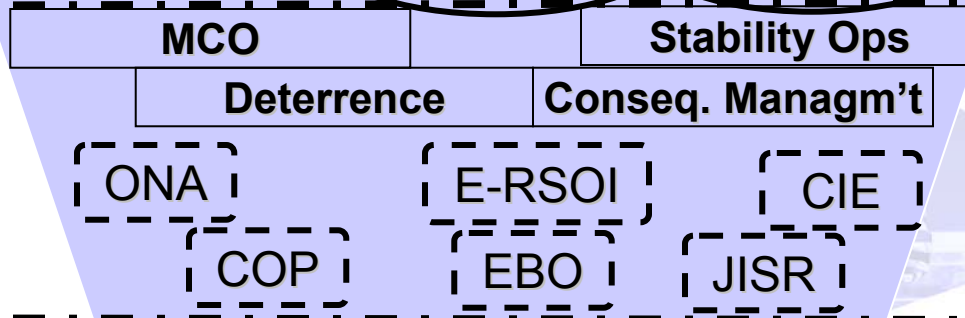 MCO
Stability Ops
Deterrence
Conseq. Managm't
ONA
E-RSOI
CIE
COP
EBO
JISR